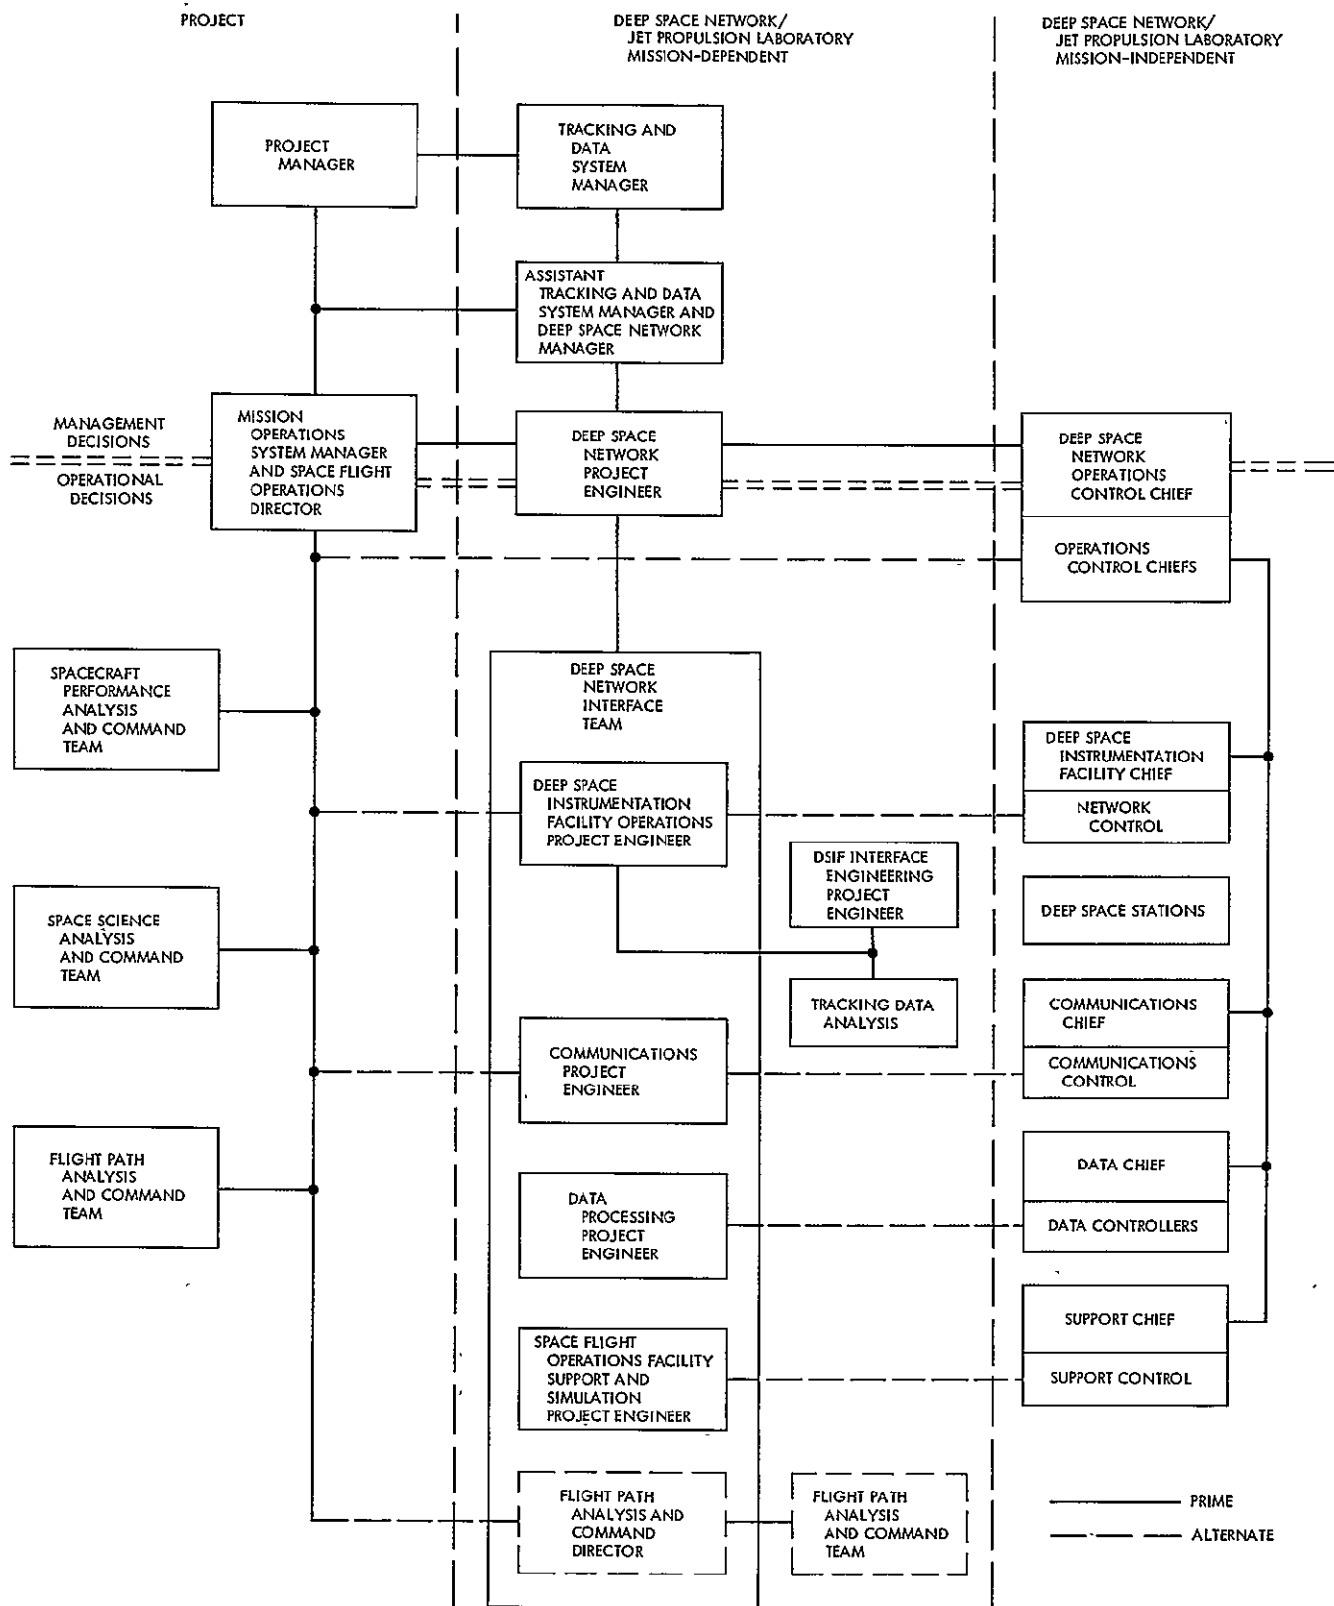 PROJECT
DEEP SPACE NETWORK/
JET PROPULSION LABORATORY
MISSION-DEPENDENT
DEEP SPACE NETWORK/
JET PROPULSION LABORATORY
MISSION-INDEPENDENT
PROJECT
MANAGER
TRACKING AND
DATA
SYSTEM
MANAGER
ASSISTANT
TRACKING AND DATA
SYSTEM MANAGER AND
DEEP SPACE NETWORK
MANAGER
MANAGEMENT
DECISIONS
OPERATIONAL
DECISIONS
MISSION
OPERATIONS
SYSTEM MANAGER
AND SPACE FLIGHT
OPERATIONS
DIRECTOR
DEEP SPACE
NETWORK
PROJECT
ENGINEER
DEEP SPACE
NETWORK
OPERATIONS
CONTROL CHIEF
OPERATIONS
CONTROL CHIEFS
SPACECRAFT
PERFORMANCE
ANALYSIS
AND COMMAND
TEAM
DEEP SPACE
NETWORK
INTERFACE
TEAM
DEEP SPACE
INSTRUMENTATION
FACILITY OPERATIONS
PROJECT ENGINEER
DEEP SPACE
INSTRUMENTATION
FACILITY CHIEF
NETWORK
CONTROL
DSIF INTERFACE
ENGINEERING
PROJECT
ENGINEER
SPACE SCIENCE
ANALYSIS
AND COMMAND
TEAM
DEEP SPACE STATIONS
TRACKING DATA
ANALYSIS
COMMUNICATIONS
PROJECT
ENGINEER
COMMUNICATIONS
CHIEF
COMMUNICATIONS
CONTROL
FLIGHT PATH
ANALYSIS
AND COMMAND
TEAM
DATA
PROCESSING
PROJECT
ENGINEER
DATA CHIEF
DATA CONTROLLERS
SPACE FLIGHT
OPERATIONS FACILITY
SUPPORT AND
SIMULATION
PROJECT ENGINEER
SUPPORT CHIEF
SUPPORT CONTROL
FLIGHT PATH
ANALYSIS AND
COMMAND
DIRECTOR
FLIGHT PATH
ANALYSIS
AND COMMAND
TEAM
PRIME
ALTERNATE